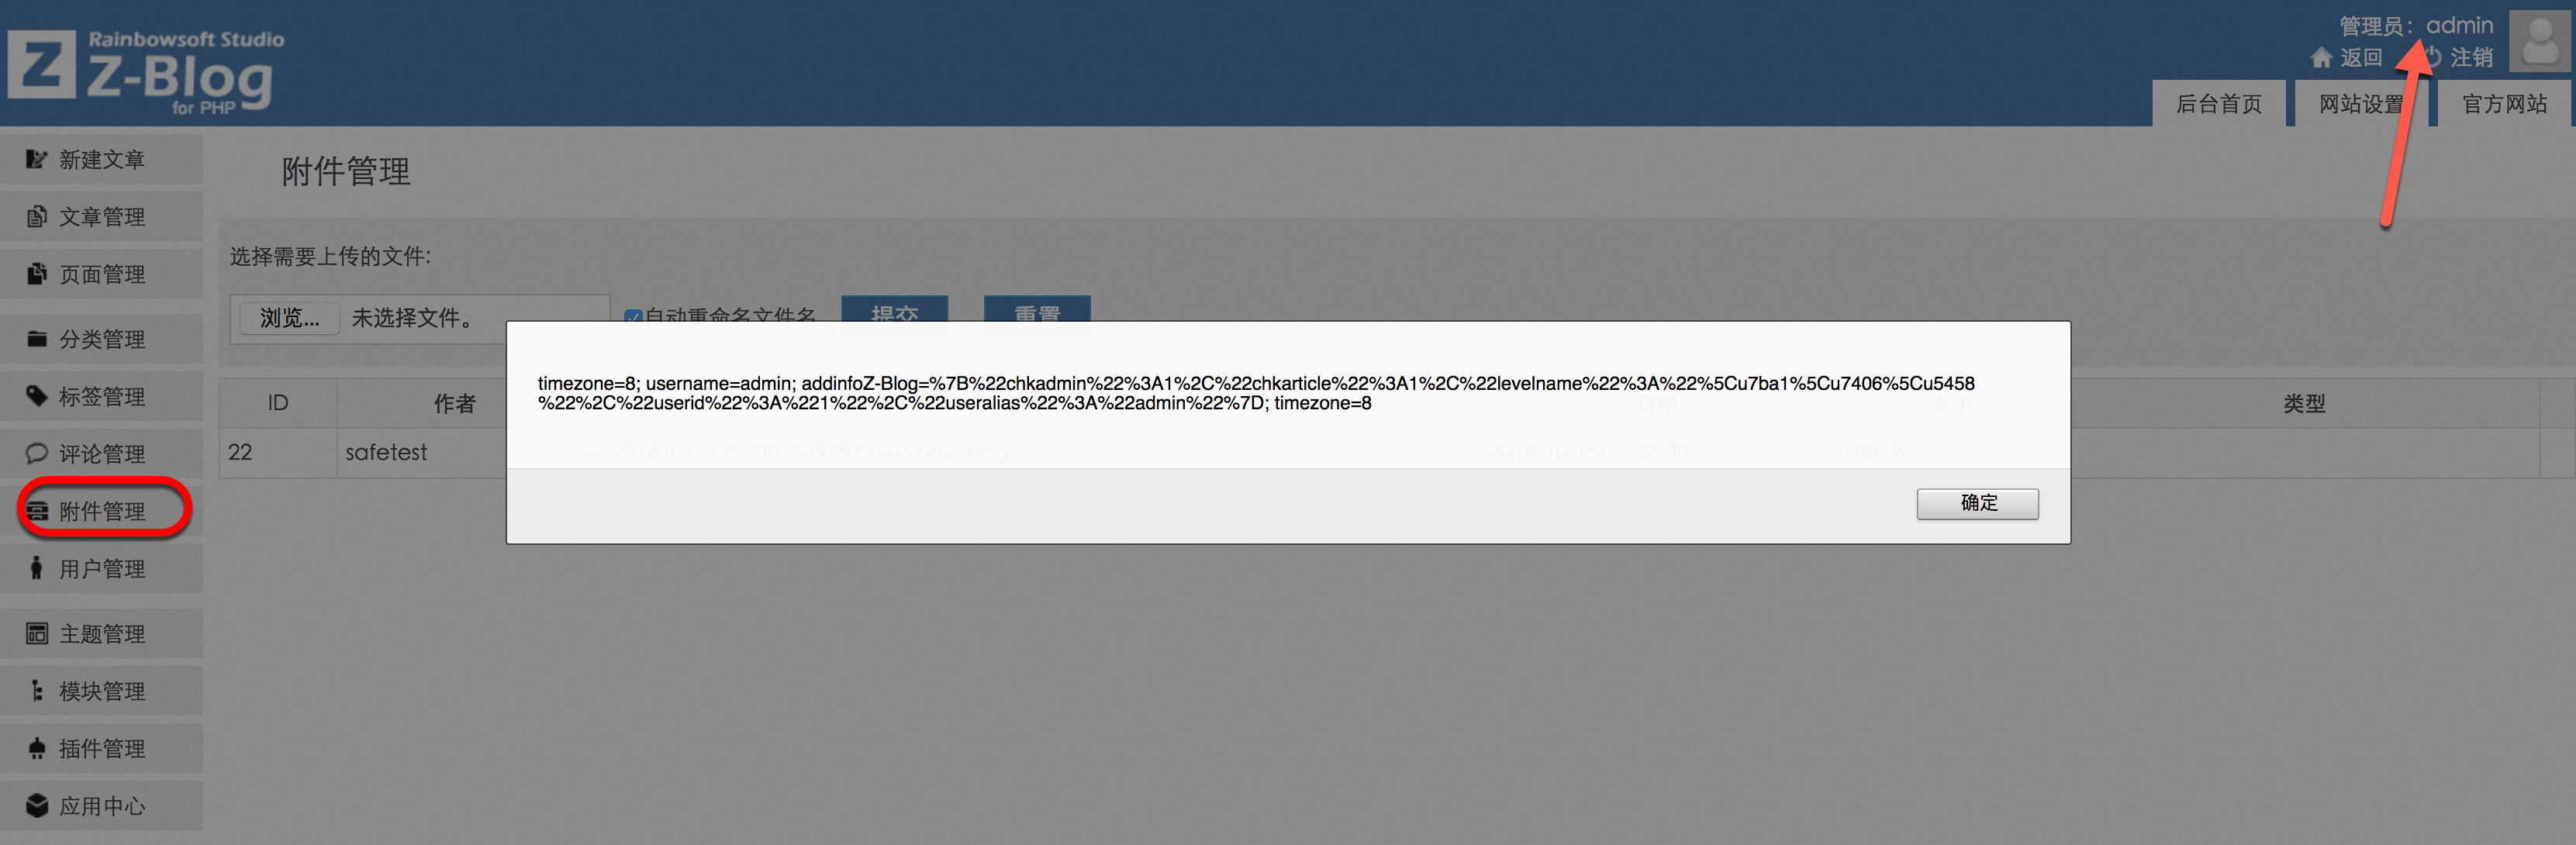 Rainbowsoft Studio
Z-Blog
for PHP
管理员：admin
返回
注销
后台首页
网站设置
官方网站
新建文章
文章管理
页面管理
分类管理
标签管理
评论管理
附件管理
用户管理
主题管理
模块管理
插件管理
应用中心
附件管理
选择需要上传的文件:
浏览... 未选择文件。
自动重命名文件名
提交
重置
timezone=8; username=admin; addinfoZ-Blog=%7B%22chkadmin%22%3A1%2C%22chkarticle%22%3A1%2C%22levelname%22%3A%22%5Cu7ba1%5Cu7406%5Cu5458
%22%2C%22userid%22%3A%221%22%2C%22useralias%22%3A%22admin%22%7D; timezone=8
确定
ID 作者 日期 大小 类型
22 safetest 2018-10-15 17:57:30 18879